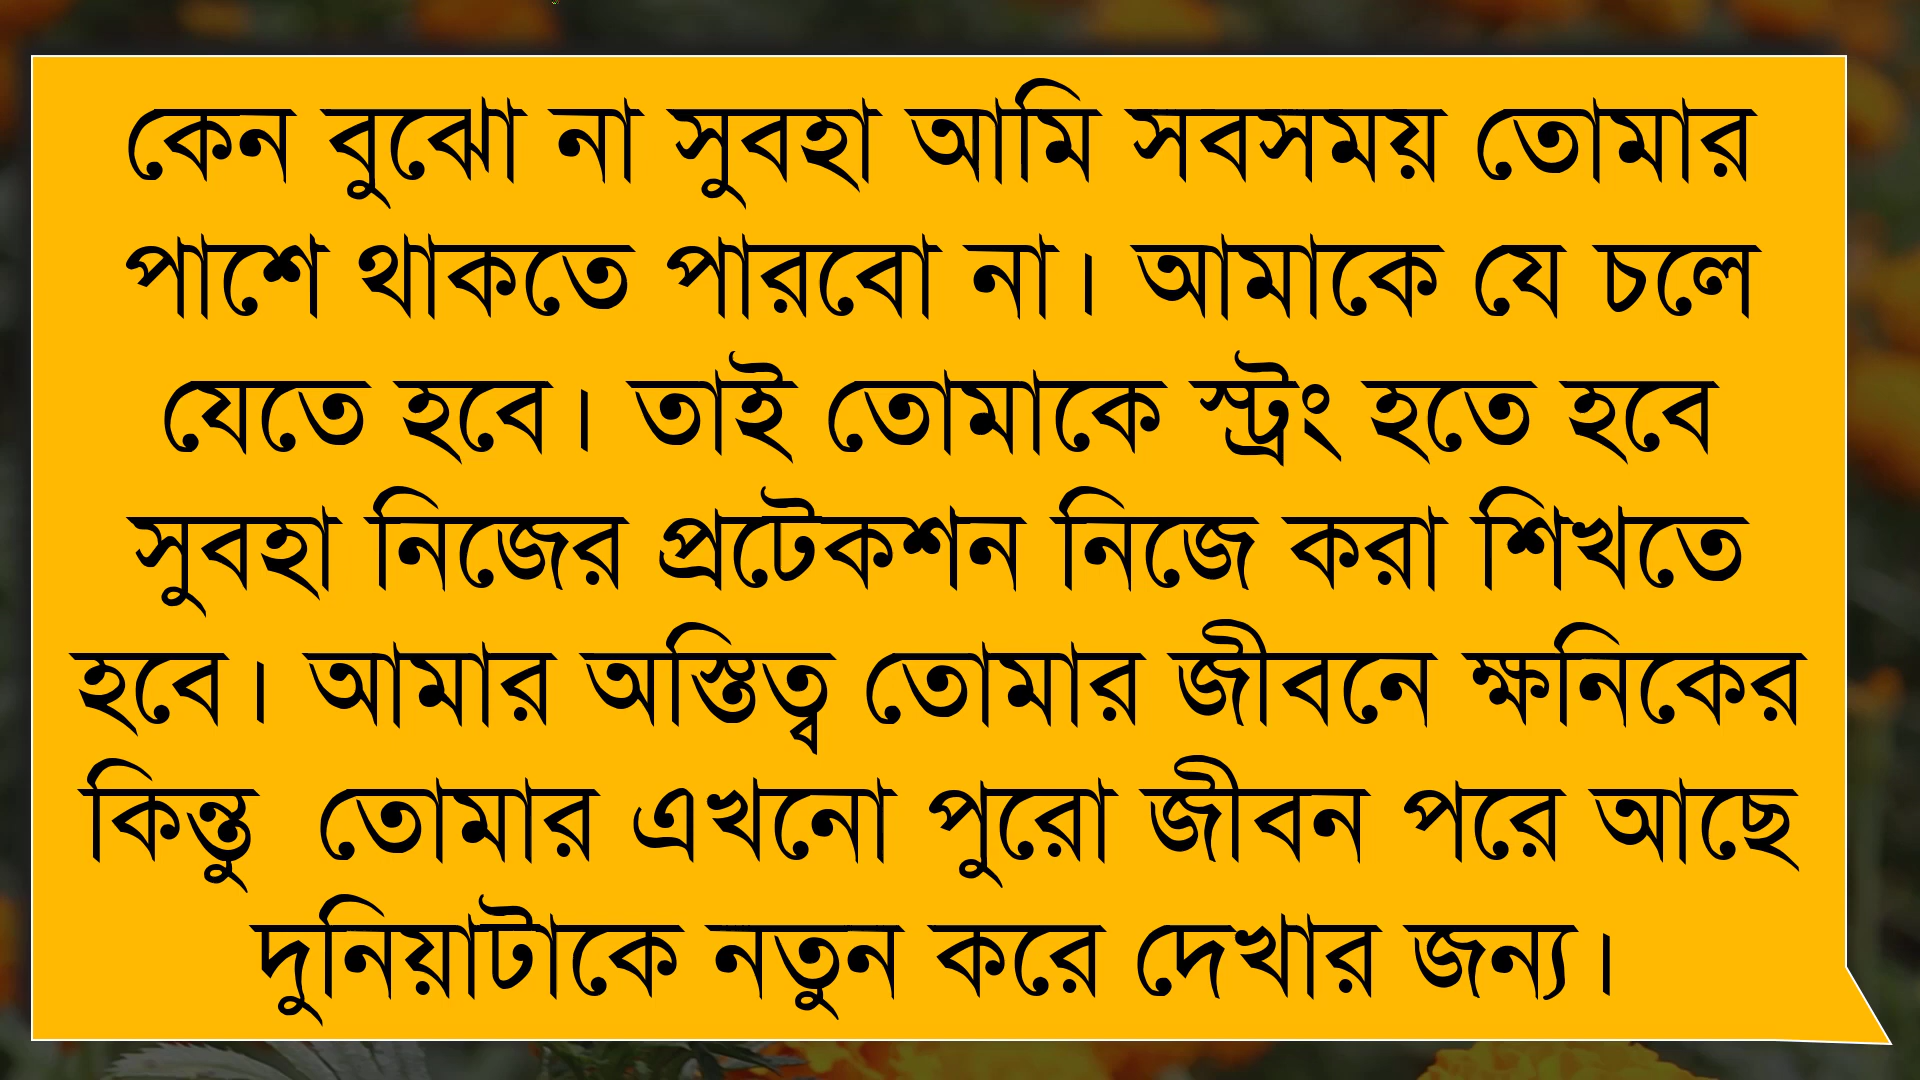 কেন বুঝো না সুবহা আমি সবসময় তোমার
পাশে থাকতে পারবো না। আমাকে যে চলে
যেতে হবে। তাই তোমাকে স্ট্রং হতে হবে
সুবহা নিজের প্রটেকশন নিজে করা শিখতে
হবে। আমার অস্তিত্ব তোমার জীবনে ক্ষনিকের
কিন্তু  তোমার এখনো পুরো জীবন পরে আছে
দুনিয়াটাকে নতুন করে দেখার জন্য।